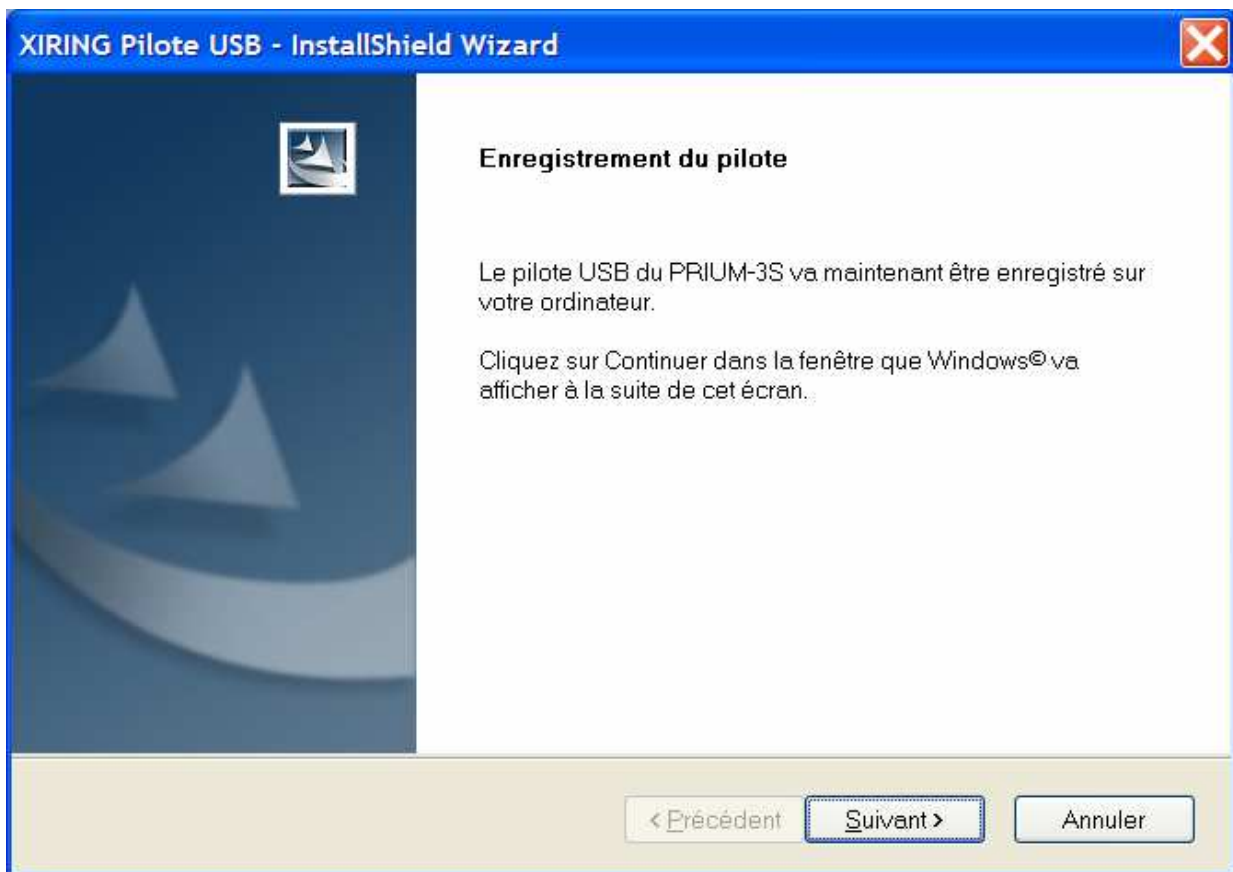 XIRING Pilote USB - InstallShield Wizard
Enregistrement du pilote
Le pilote USB du PRIUM-3S va maintenant être enregistré sur
votre ordinateur.
Cliquez sur Continuer dans la fenêtre que Windows© va
afficher à la suite de cet écran.
< Précédent
Suivant >
Annuler